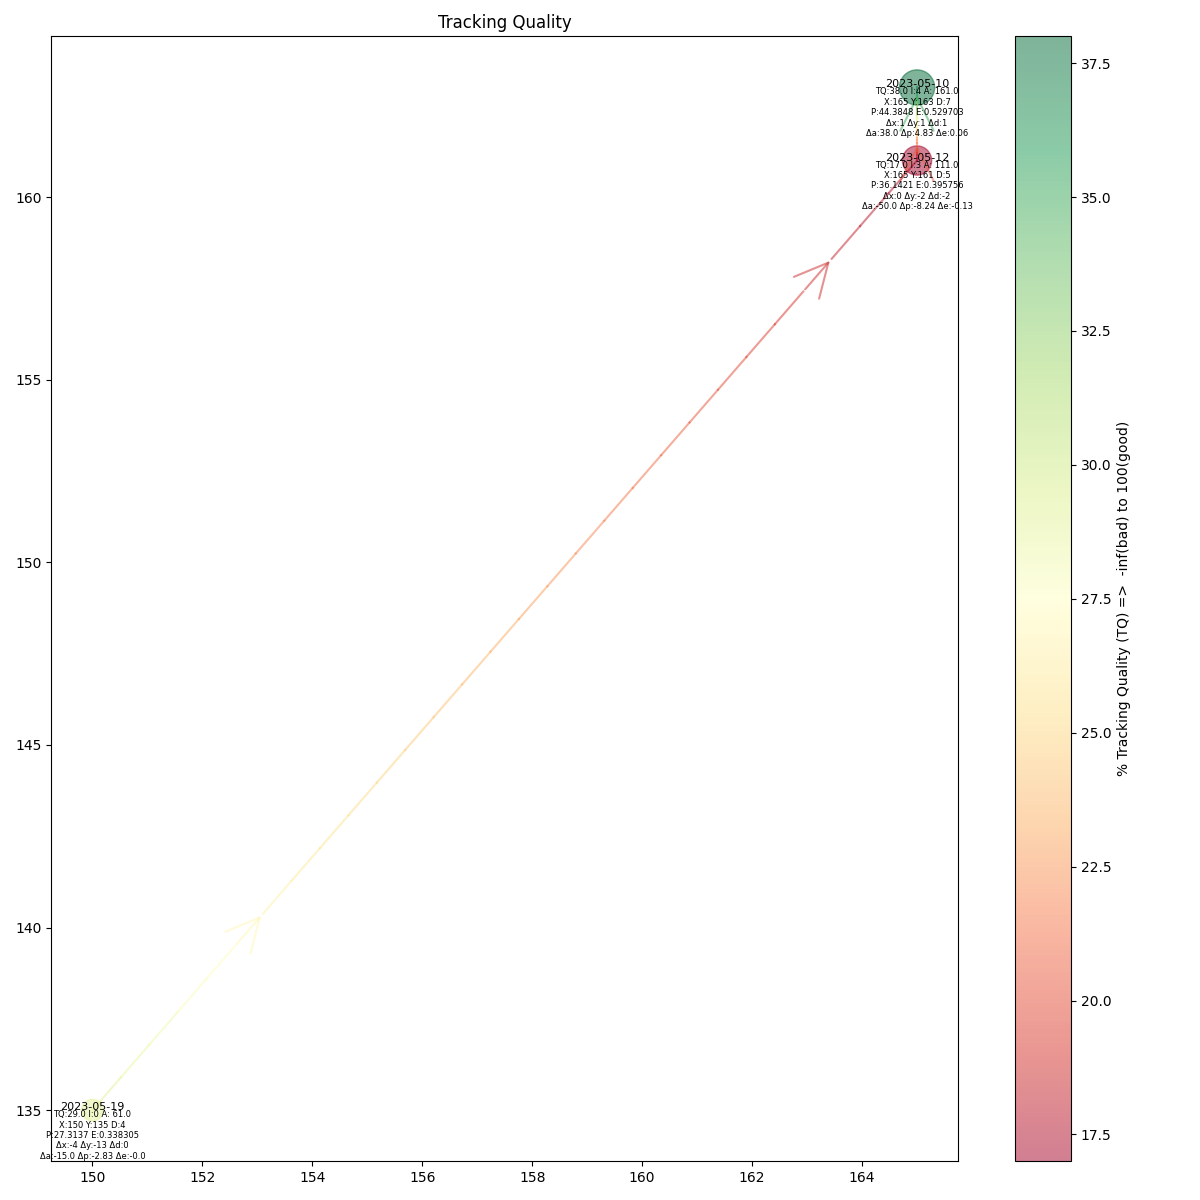 Tracking Quality
2023-05-10
TQ:38.0 I:4 A: 161.0
X:165 Y:163 D:7
P:44.3848 E:0.529703
Δx:1 Δy:1 Δd:1
Δa:38.0 Δp:4.83 Δe:0.06
2023-05-12
TQ:17.0 I:3 A: 111.0
X:165 Y:161 D:5
P:36.1421 E:0.395756
Δx:0 Δy:-2 Δd:-2
Δa:-50.0 Δp:-8.24 Δe:-0.13
2023-05-19
TQ:29.0 I:0 A: 61.0
X:150 Y:135 D:4
P:27.3137 E:0.338305
Δx:-4 Δy:-13 Δd:0
Δa:-15.0 Δp:-2.83 Δe:-0.0
160
155
150
145
140
135
150 152 154 156 158 160 162 164
37.5
35.0
32.5
30.0
27.5
25.0
22.5
20.0
17.5
% Tracking Quality (TQ) => -inf(bad) to 100(good)